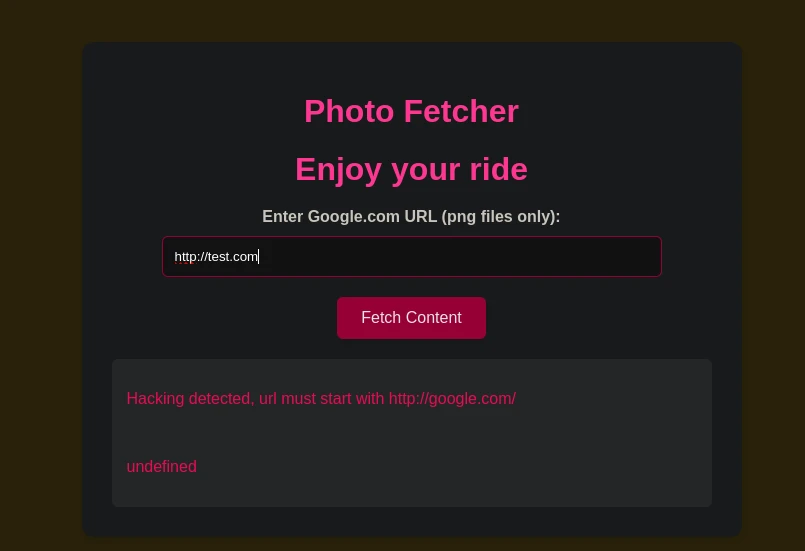 Photo Fetcher
Enjoy your ride
Enter Google.com URL (png files only):
http://test.com
Fetch Content
Hacking detected, url must start with http://google.com/
undefined